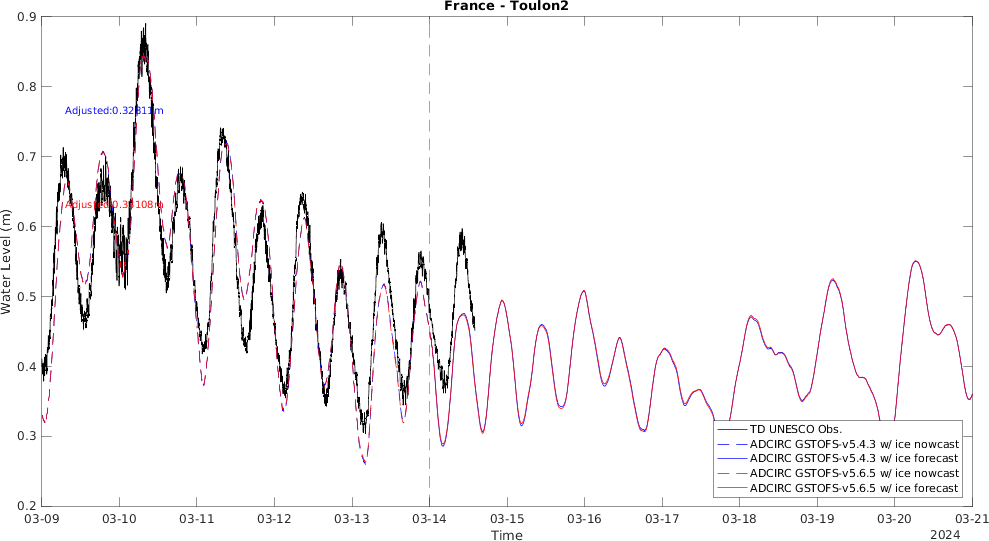 France - Toulon2
0.9
0.8
0.7
0.6
0.5
0.4
0.3
0.2
Water Level (m)
Adjusted:0.32811m
TD UNESCO Obs.
ADCIRC GSTOFS-v5.4.3 w/ ice nowcast
ADCIRC GSTOFS-v5.4.3 w/ ice forecast
ADCIRC GSTOFS-v5.6.5 w/ ice nowcast
ADCIRC GSTOFS-v5.6.5 w/ ice forecast
03-09 03-10 03-11 03-12 03-13 03-14 03-15 03-16 03-17 03-18 03-19 03-20 03-21
Time
2024